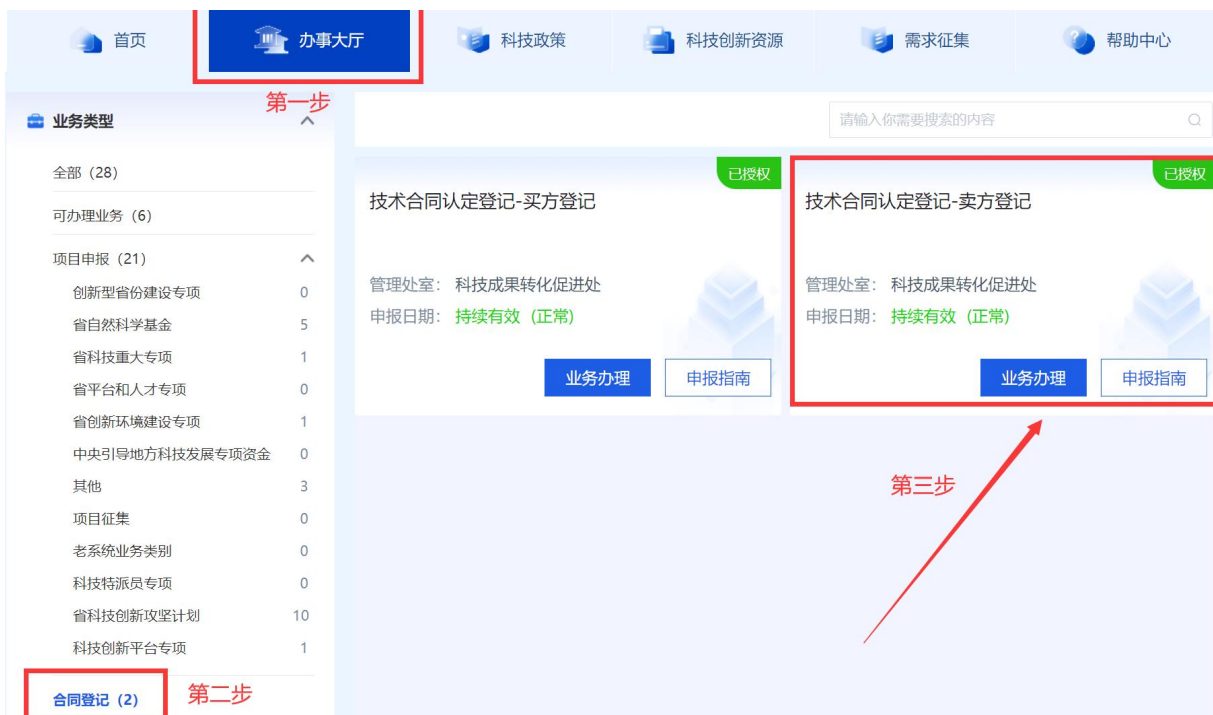 首页
办事大厅
科技政策
科技创新资源
需求征集
帮助中心
第一步
业务类型
请输入你需要搜索的内容
全部（28）
可办理业务（6）
项目申报（21）
创新型省份建设专项 0
省自然科学基金 5
省科技重大专项 1
省平台和人才专项 0
省创新环境建设专项 1
中央引导地方科技发展专项资金 0
其他 3
项目征集 0
老系统业务类别 0
科技特派员专项 0
省科技创新攻坚计划 10
科技创新平台专项 1
合同登记（2）
第二步
已授权
技术合同认定登记-买方登记
管理处室： 科技成果转化促进处
申报日期： 持续有效（正常）
业务办理 申报指南
已授权
技术合同认定登记-卖方登记
管理处室： 科技成果转化促进处
申报日期： 持续有效（正常）
业务办理 申报指南
第三步